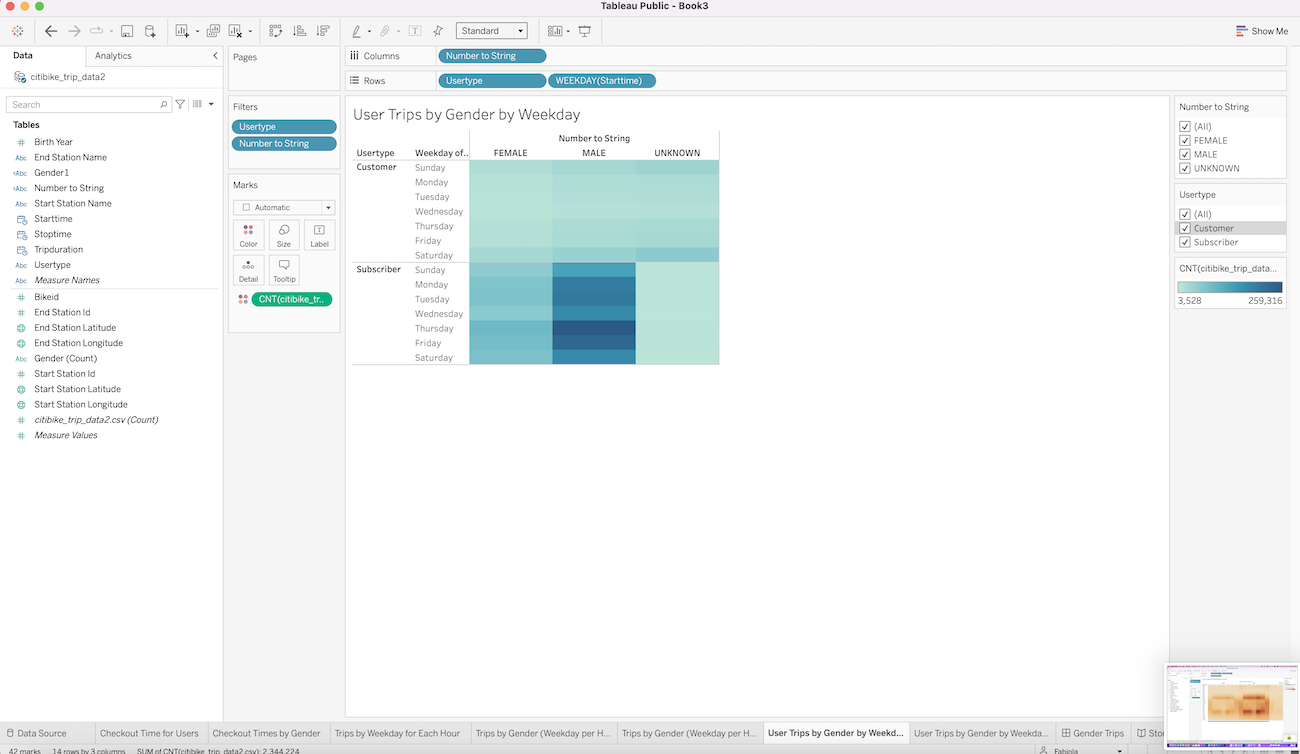 Tableau Public - Book3
Standard
Show Me
Data
Analytics
citibike_trip_data2
Search
Tables
# Birth Year
Abc End Station Name
=Abc Gender1
=Abc Number to String
Abc Start Station Name
Starttime
Stoptime
Tripduration
Abc Usertype
Abc Measure Names
# Bikeid
# End Station Id
End Station Latitude
End Station Longitude
Abc Gender (Count)
# Start Station Id
Start Station Latitude
Start Station Longitude
# citibike_trip_data2.csv (Count)
# Measure Values
Pages
Filters
Usertype
Number to String
Marks
Automatic
Color
Size
Label
Detail
Tooltip
CNT(citibike_tr..
Columns
Number to String
Rows
Usertype
WEEKDAY(Starttime)
User Trips by Gender by Weekday
Number to String
Usertype Weekday of.. FEMALE MALE UNKNOWN
Customer Sunday
Monday
Tuesday
Wednesday
Thursday
Friday
Saturday
Subscriber Sunday
Monday
Tuesday
Wednesday
Thursday
Friday
Saturday
Number to String
(All)
FEMALE
MALE
UNKNOWN
Usertype
(All)
Customer
Subscriber
CNT(citibike_trip_data...
3,528 259,316
Data Source
Checkout Time for Users
Checkout Times by Gender
Trips by Weekday for Each Hour
Trips by Gender (Weekday per H...
Trips by Gender (Weekday per H...
User Trips by Gender by Weekd...
User Trips by Gender by Weekda...
Gender Trips
Sto
42 marks 14 rows by 3 columns SUM of CNT(citibike_trip_data2.csv): 2,344,224
Fabiola